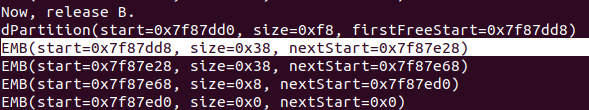 Now, release B.
dPartition(start=0x7f87dd0, size=0xf8, firstFreeStart=0x7f87dd8)
EMB(start=0x7f87dd8, size=0x38, nextStart=0x7f87e28)
EMB(start=0x7f87e28, size=0x38, nextStart=0x7f87e68)
EMB(start=0x7f87e68, size=0x8, nextStart=0x7f87ed0)
EMB(start=0x7f87ed0, size=0x0, nextStart=0x0)